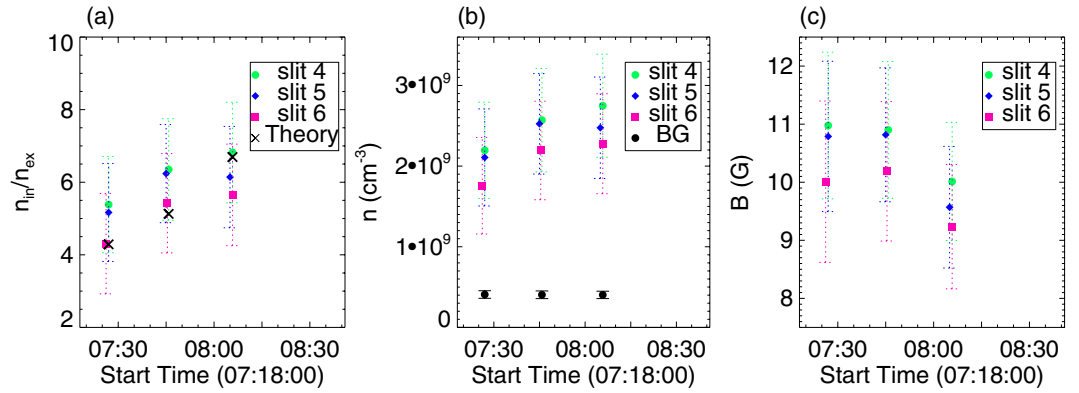 (a)
10
8
6
4
2
n_in/n_ex
slit 4
slit 5
slit 6
Theory
07:30 08:00 08:30
Start Time (07:18:00)
(b)
3•10^9
2•10^9
1•10^9
0
n (cm^-3)
slit 4
slit 5
slit 6
BG
07:30 08:00 08:30
Start Time (07:18:00)
(c)
12
11
10
9
8
B (G)
slit 4
slit 5
slit 6
07:30 08:00 08:30
Start Time (07:18:00)